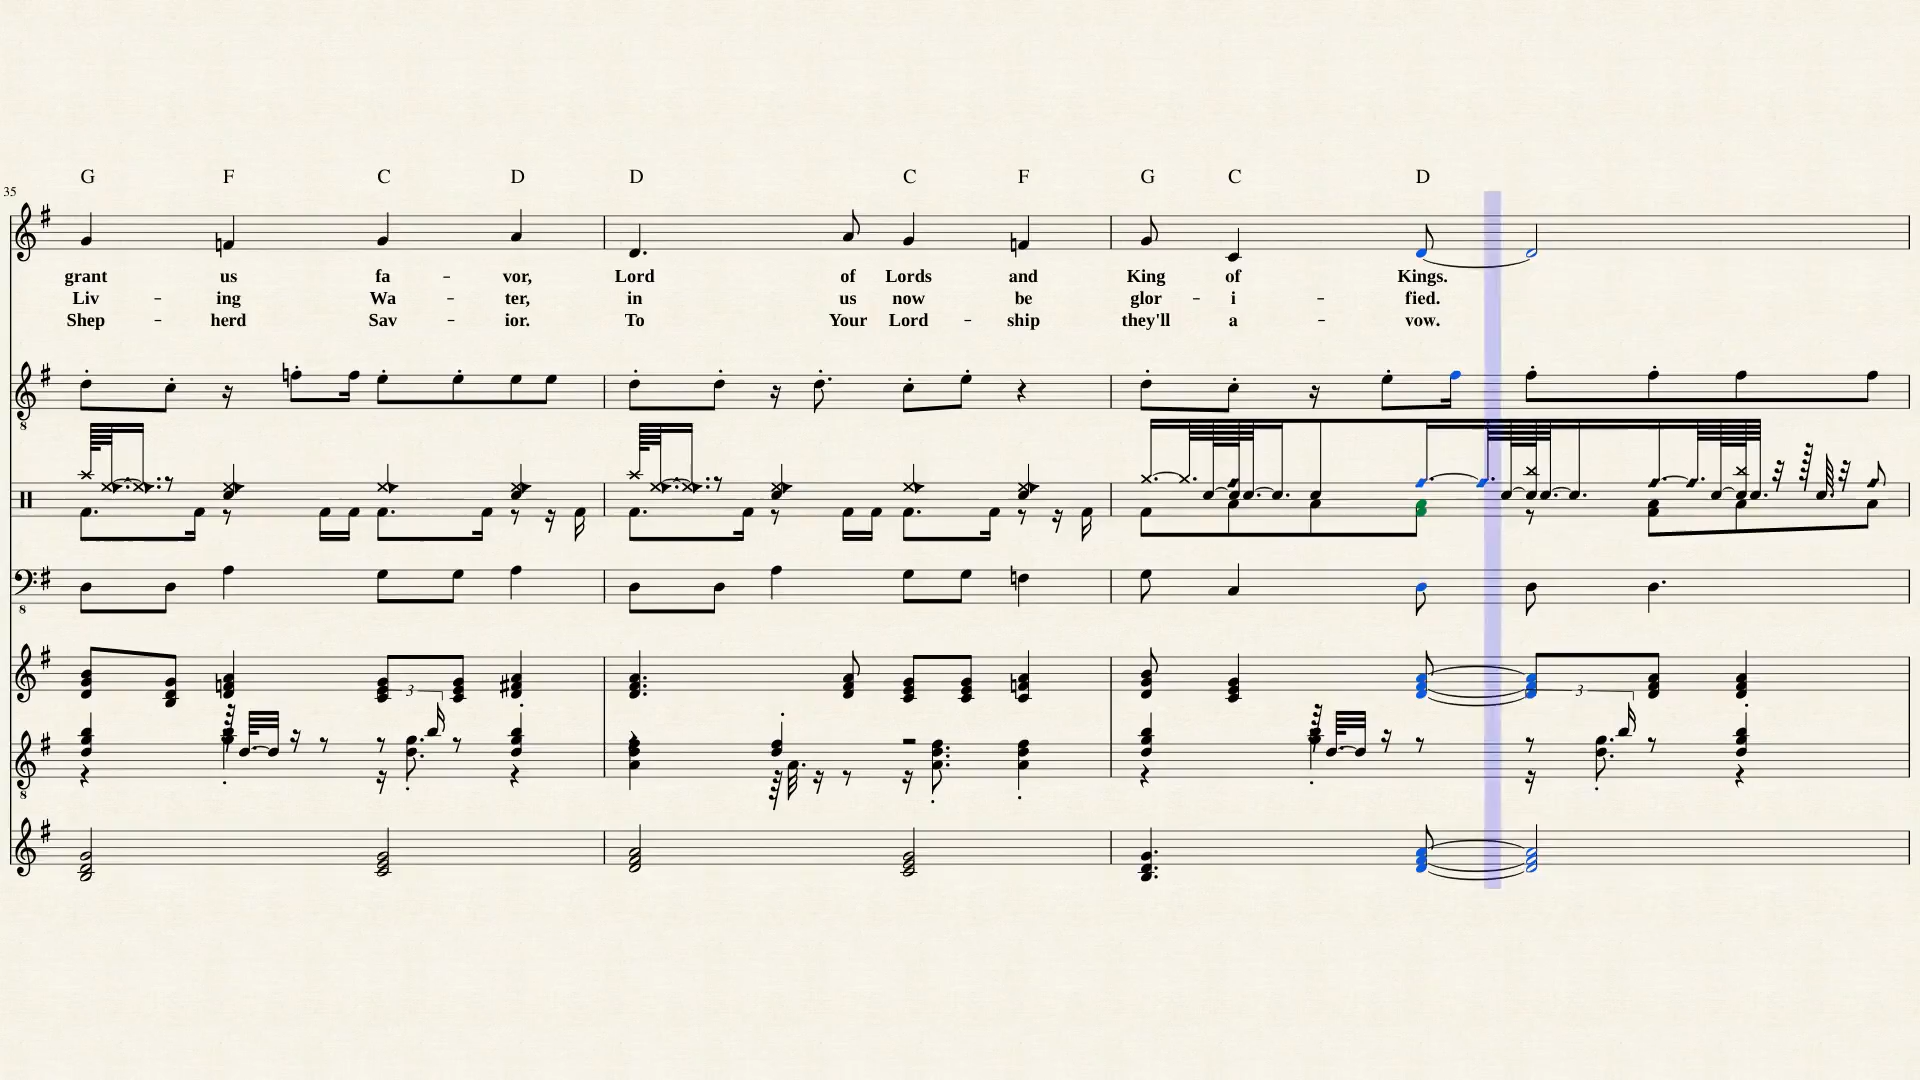 G F C D D C F G C D
35
grant us fa - vor, Lord of Lords and King of Kings.
Liv - ing Wa - ter, in us now be glor - i - fied.
Shep - herd Sav - ior. To Your Lord - ship they'll a - vow.
8
8
3 3
8